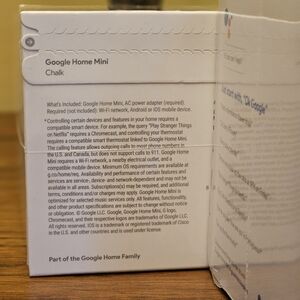 Google Home Mini
Chalk
What's Included: Google Home Mini, AC power adapter (required).
Required (not included): Wi-Fi network, Android or iOS mobile device.
*Controlling certain devices and features in your home requires a
compatible smart device. For example, the query "Play Stranger Things
on Netflix" requires a Chromecast, and controlling your thermostat
requires a compatible smart thermostat linked to Google Home Mini.
The calling feature allows outgoing calls to most phone numbers in
the U.S. and Canada, but does not support calls to 911. Google Home
Mini requires a Wi-Fi network, a nearby electrical outlet, and a
compatible mobile device. Minimum OS requirements are available at
g.co/home/req. Availability and performance of certain features and
services are service-, device- and network-dependent and may not be
available in all areas. Subscription(s) may be required, and additional
terms, conditions and/or charges may apply. Google Home Mini is
optimized for selected music services only. All features, functionality,
and other product specifications are subject to change without notice
or obligation. © Google LLC. Google, Google Home Mini, G logo,
Chromecast, and their respective logos are trademarks of Google LLC.
All rights reserved. IOS is a trademark or registered trademark of Cisco
in the U.S. and other countries and is used under license.
Part of the Google Home Family
start with, "Ok Google"